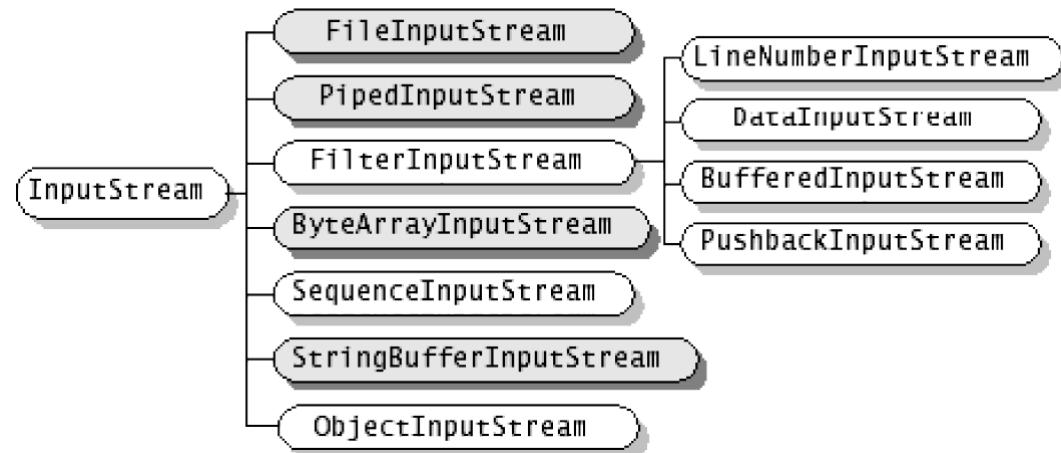 FileInputStream
LineNumberInputStream
PipedInputStream
DataInputStream
FilterInputStream
InputStream
BufferedInputStream
ByteArrayInputStream
PushbackInputStream
SequenceInputStream
StringBufferInputStream
ObjectInputStream